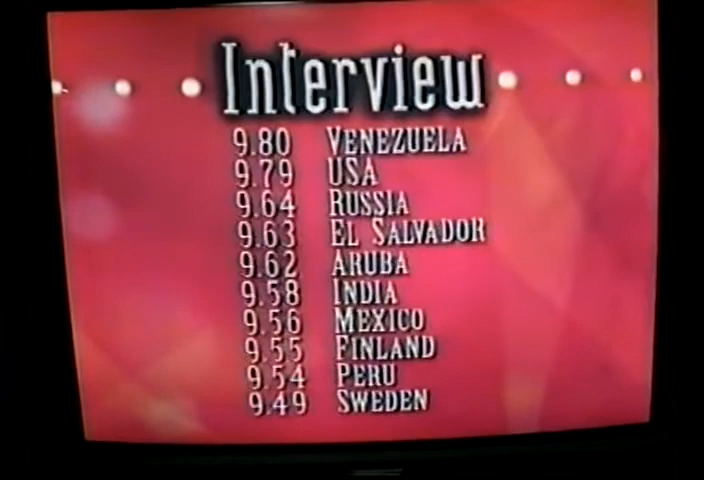 Interview
9.80 VENEZUELA
9.79 USA
9.64 RUSSIA
9.63 EL SALVADOR
9.62 ARUBA
9.58 INDIA
9.56 MEXICO
9.55 FINLAND
9.54 PERU
9.49 SWEDEN